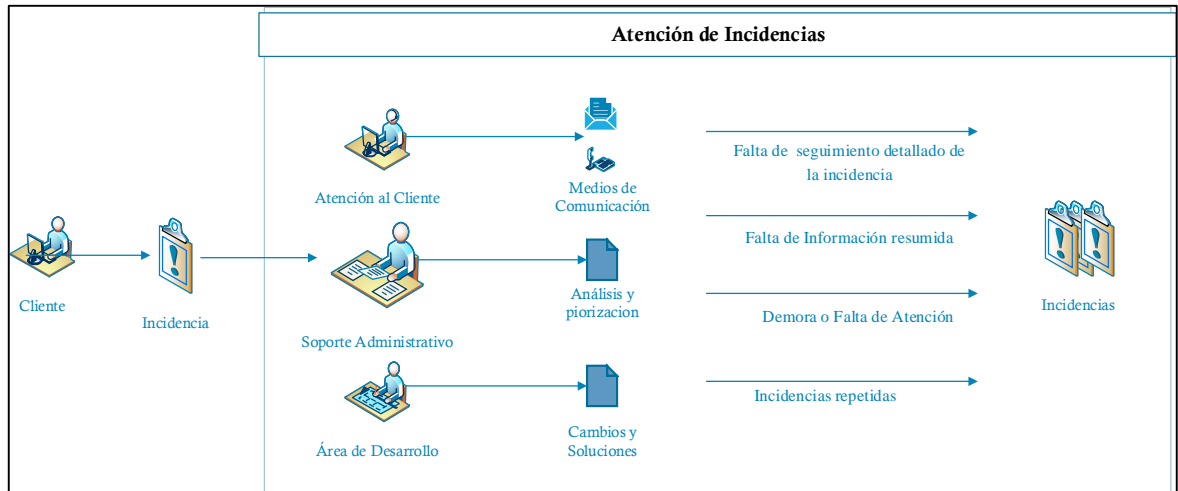 Atención de Incidencias
Cliente
Incidencia
Atención al Cliente
Soporte Administrativo
Área de Desarrollo
Medios de
Comunicación
Análisis y
piorizacion
Cambios y
Soluciones
Falta de seguimiento detallado de
la incidencia
Falta de Información resumida
Demora o Falta de Atención
Incidencias repetidas
Incidencias